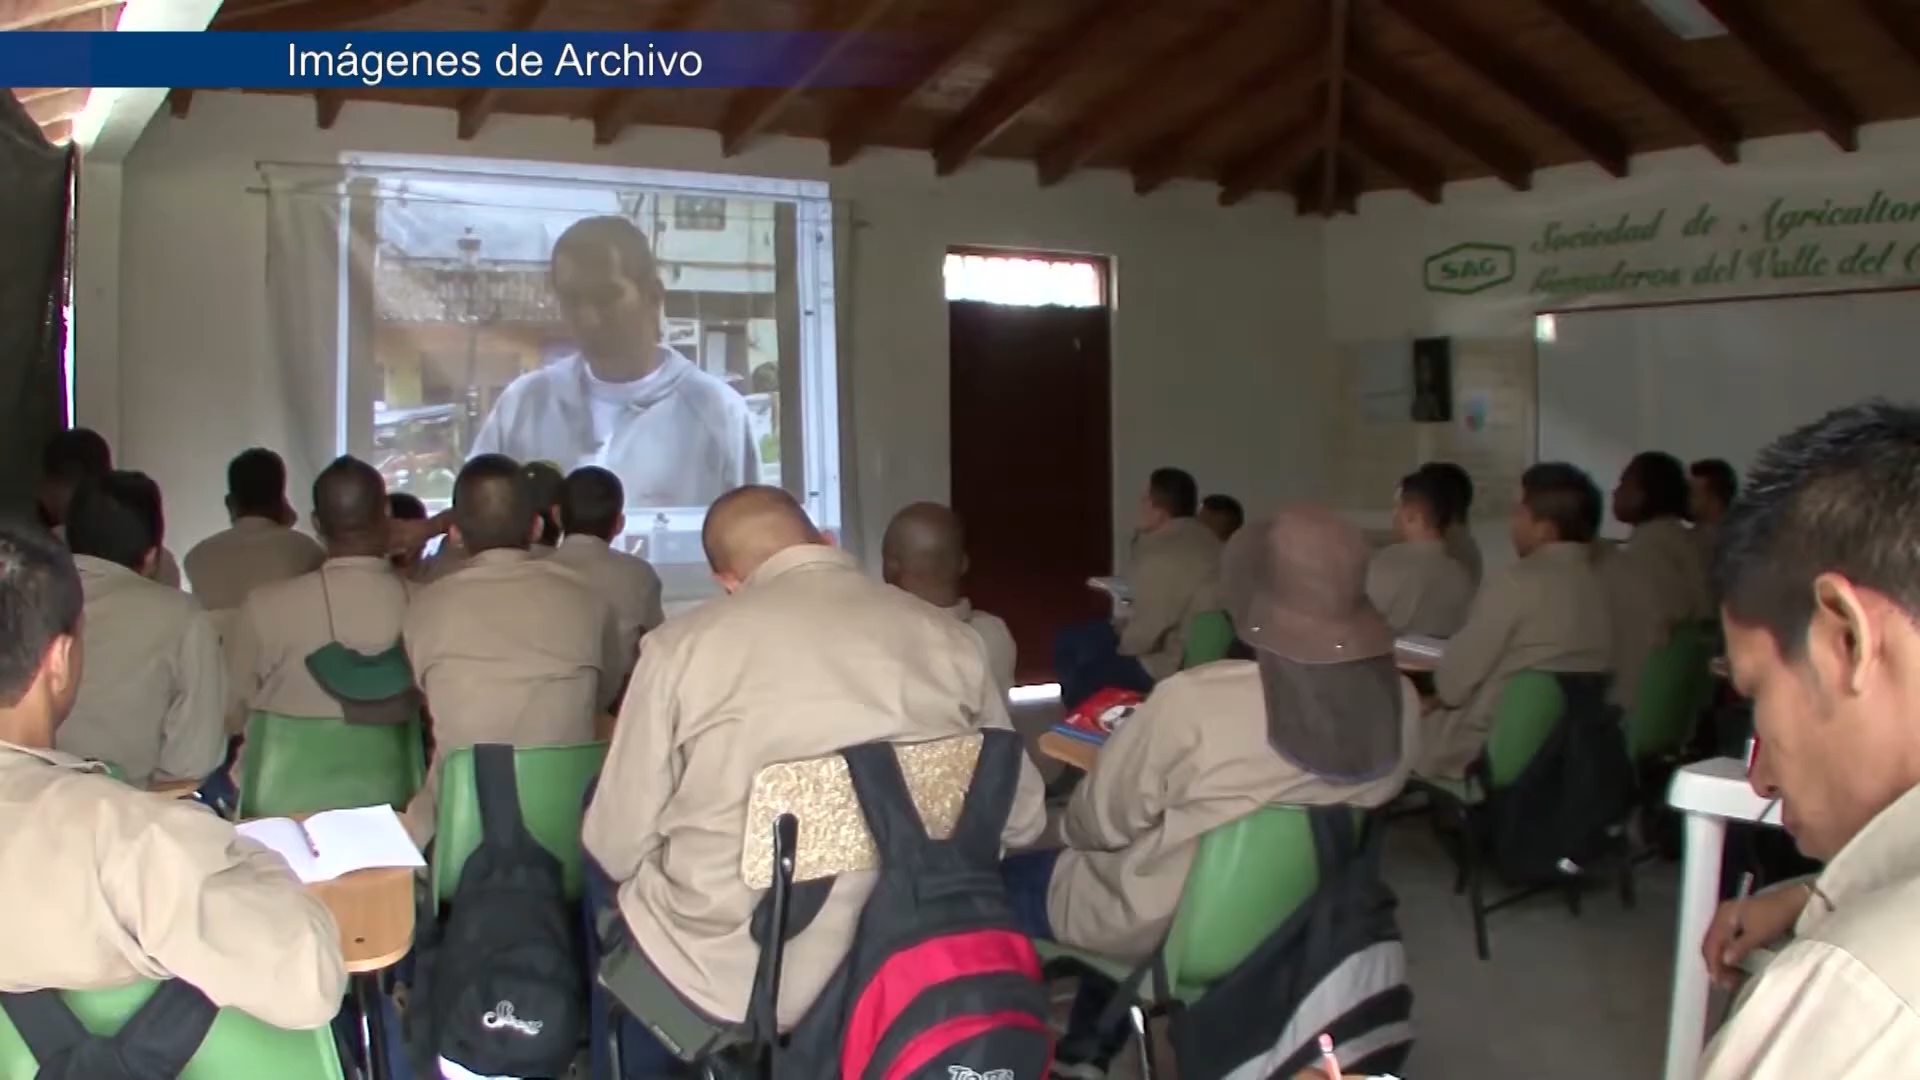 Imágenes de Archivo
Sociedad de Agricultor
SAG
Ganaderos del Valle del C